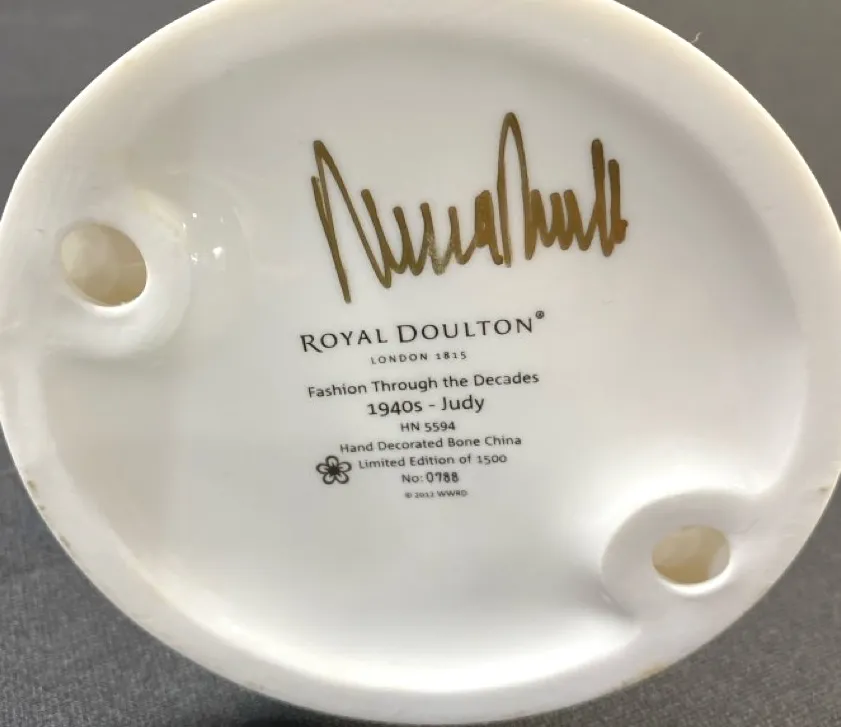 ROYAL DOULTON®
LONDON 1815
Fashion Through the Decades
1940s - Judy
HN 5594
Hand Decorated Bone China
Limited Edition of 1500
No: 0788
© 2012 WWRD